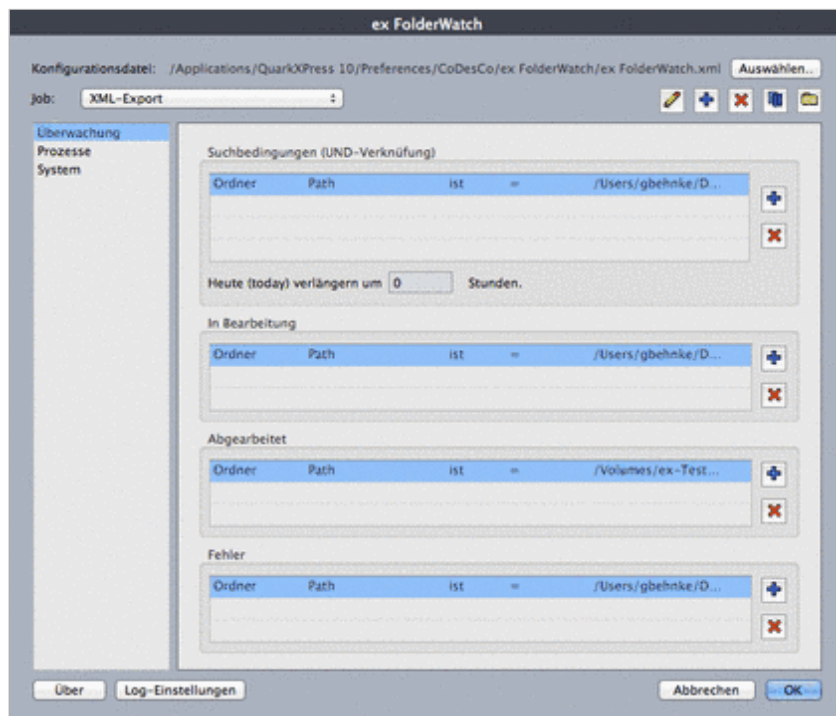 ex FolderWatch
Konfigurationsdatei: /Applications/QuarkXPress 10/Preferences/CoDesCo/ex FolderWatch/ex FolderWatch.xml Auswählen..
Job: XML-Export
Überwachung
Prozesse
System
Suchbedingungen (UND-Verknüfung)
Ordner Path ist = /Users/gbehnke/D...
Heute (today) verlängern um 0 Stunden.
In Bearbeitung
Ordner Path ist = /Users/gbehnke/D...
Abgearbeitet
Ordner Path ist = /Volumes/ex-Test...
Fehler
Ordner Path ist = /Users/gbehnke/D...
Über Log-Einstellungen Abbrechen OK